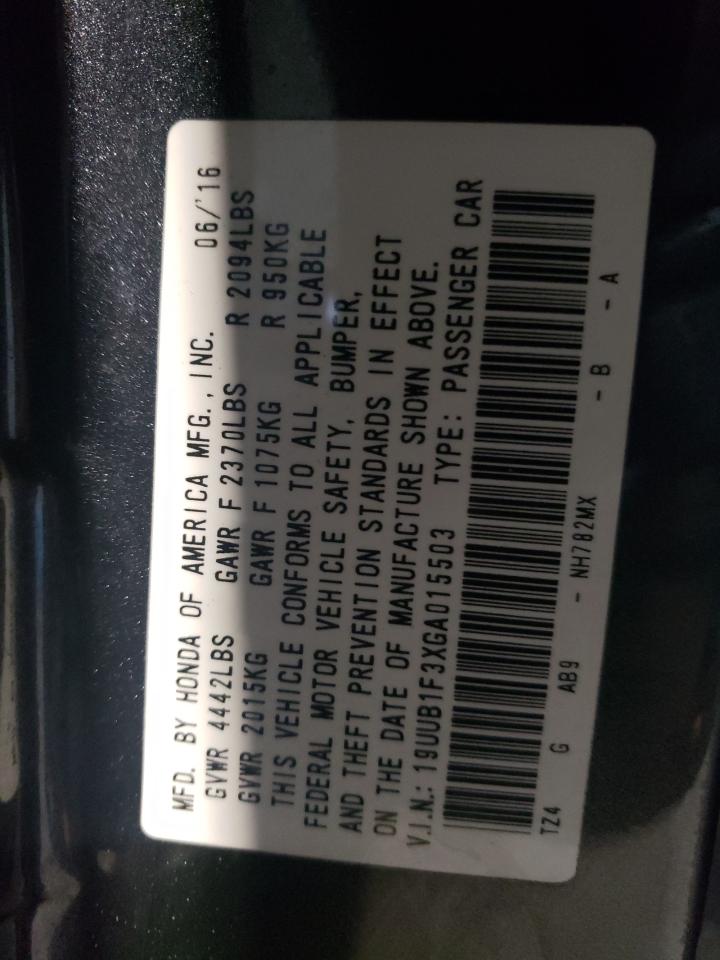 MFD. BY HONDA OF AMERICA MFG., INC. 06/'16
GVWR 4442LBS GAWR F 2370LBS R 2094LBS
GVWR 2015KG GAWR F 1075KG R 950KG
THIS VEHICLE CONFORMS TO ALL APPLICABLE
FEDERAL MOTOR VEHICLE SAFETY, BUMPER,
AND THEFT PREVENTION STANDARDS IN EFFECT
ON THE DATE OF MANUFACTURE SHOWN ABOVE.
V.I.N.: 19UUB1F3XGA015503 TYPE: PASSENGER CAR
TZ4 G AB9 - NH782MX - B - A